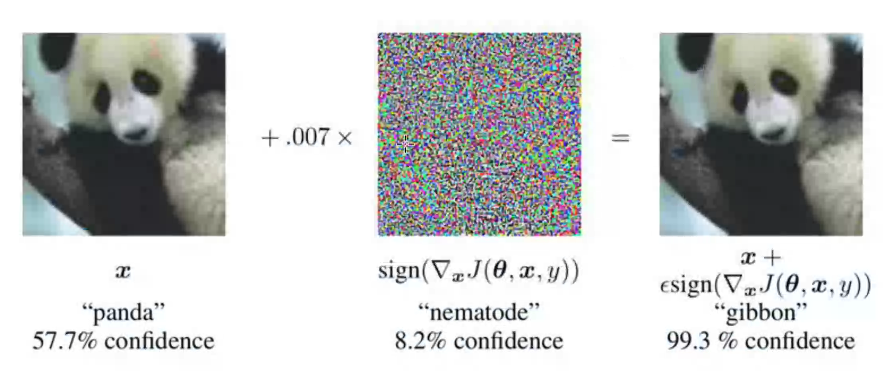 + .007 × =
x
sign(∇ₓJ(θ, x, y))
x +
ϵsign(∇ₓJ(θ, x, y))
“panda”
“nematode”
“gibbon”
57.7% confidence
8.2% confidence
99.3 % confidence